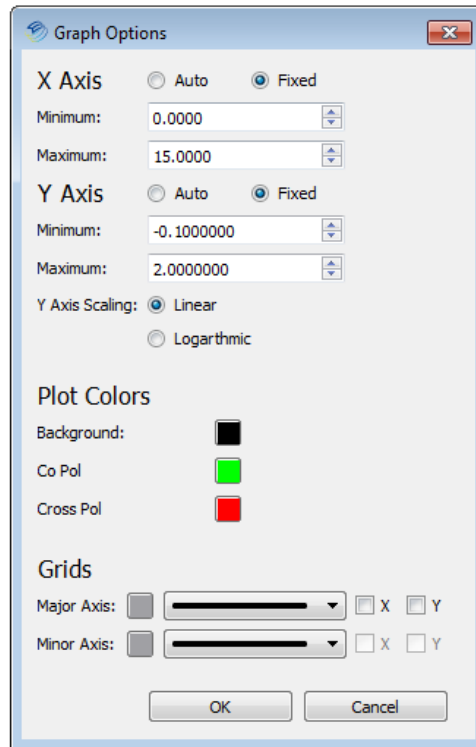 Graph Options
X Axis Auto Fixed
Minimum: 0.0000
Maximum: 15.0000
Y Axis Auto Fixed
Minimum: -0.1000000
Maximum: 2.0000000
Y Axis Scaling: Linear
Logarthmic
Plot Colors
Background:
Co Pol
Cross Pol
Grids
Major Axis: X Y
Minor Axis: X Y
OK Cancel